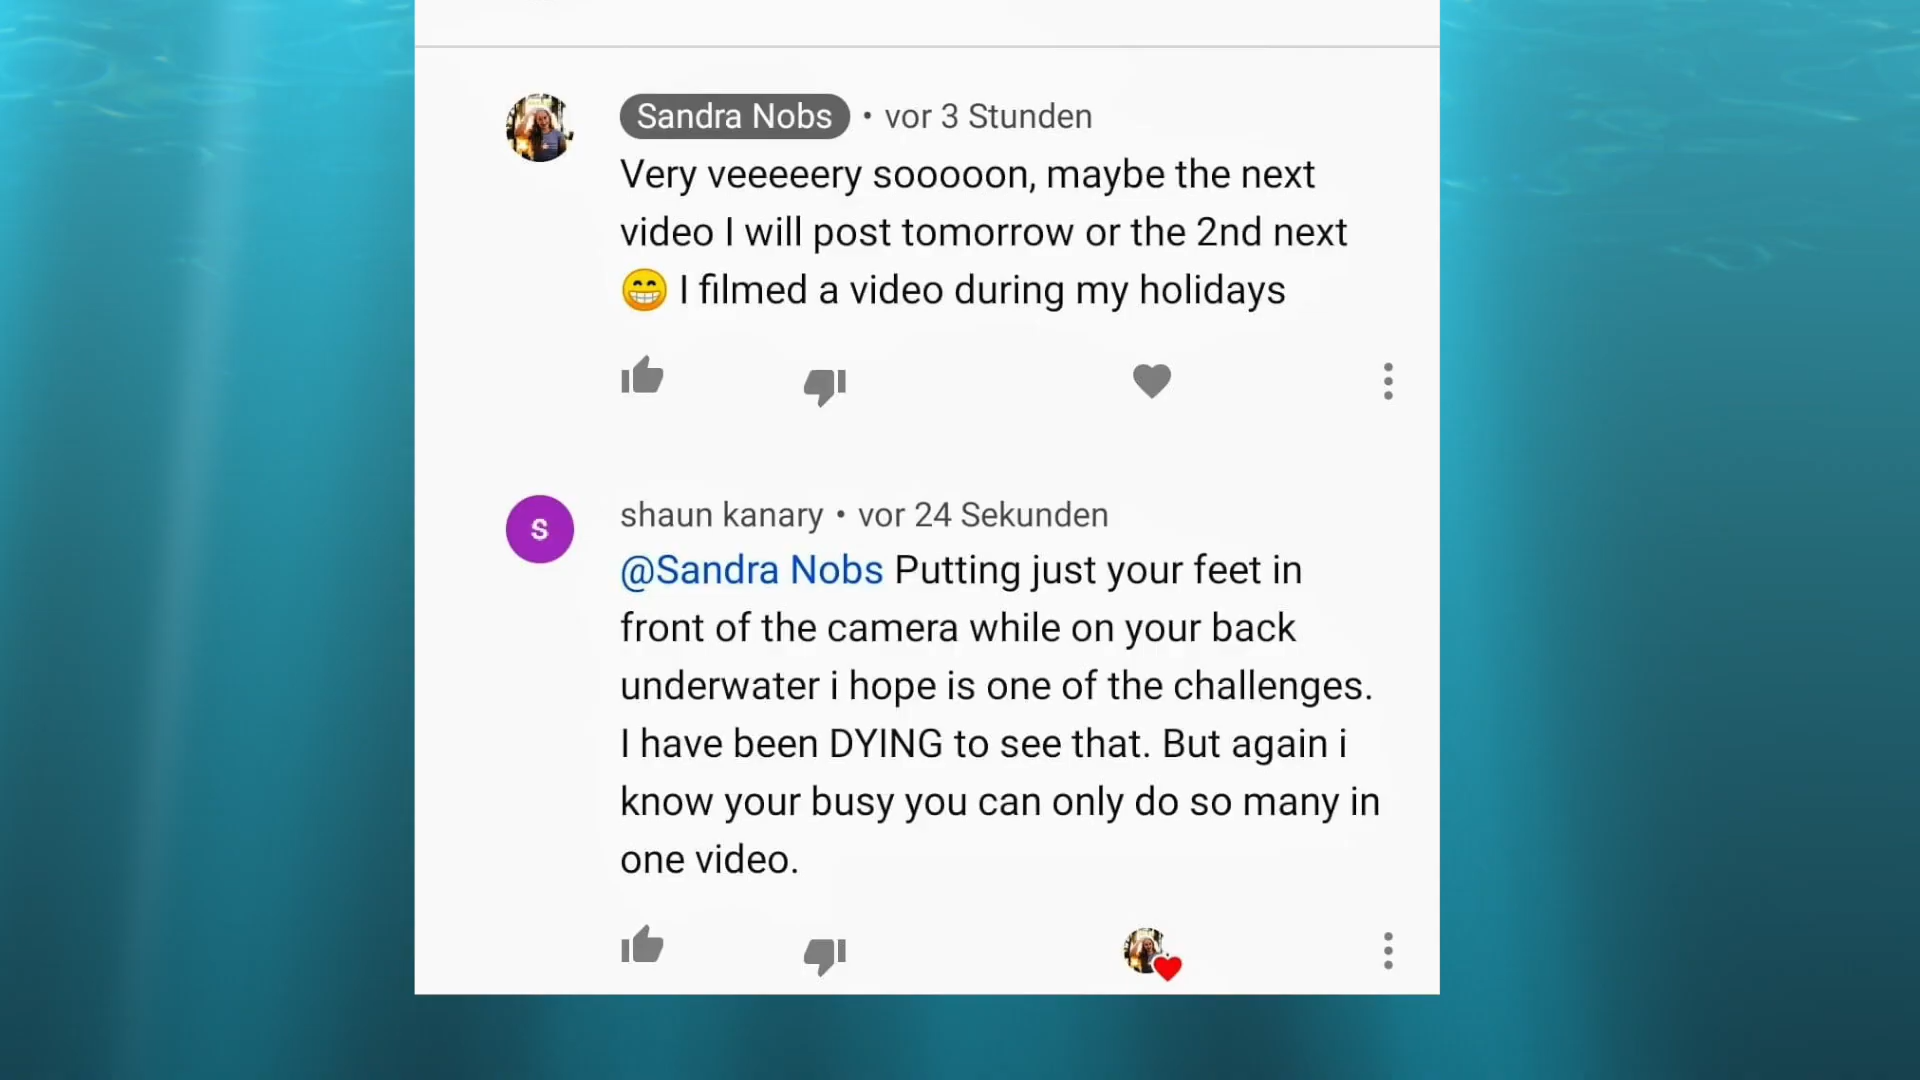 Sandra Nobs • vor 3 Stunden
Very veeeeery sooooon, maybe the next
video I will post tomorrow or the 2nd next
😁 I filmed a video during my holidays
S
shaun kanary • vor 24 Sekunden
@Sandra Nobs Putting just your feet in
front of the camera while on your back
underwater i hope is one of the challenges.
I have been DYING to see that. But again i
know your busy you can only do so many in
one video.